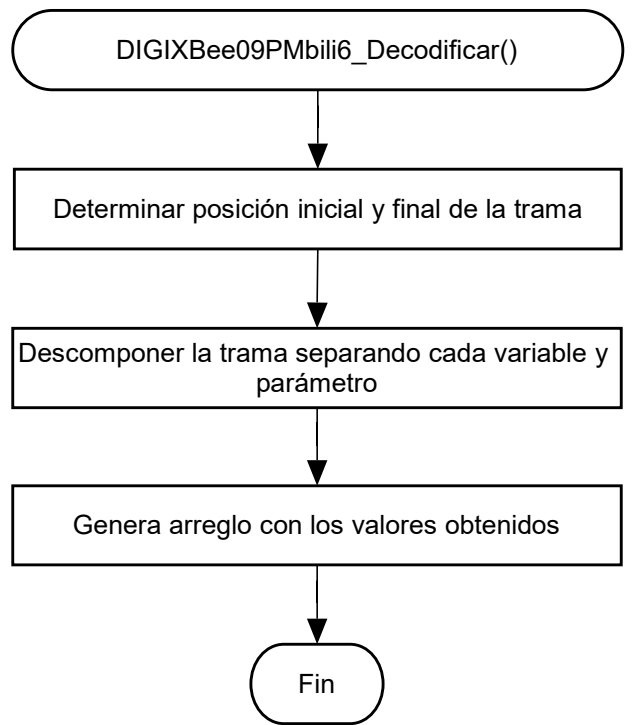 DIGIXBee09PMbili6_Decodificar()
Determinar posición inicial y final de la trama
Descomponer la trama separando cada variable y
parámetro
Genera arreglo con los valores obtenidos
Fin